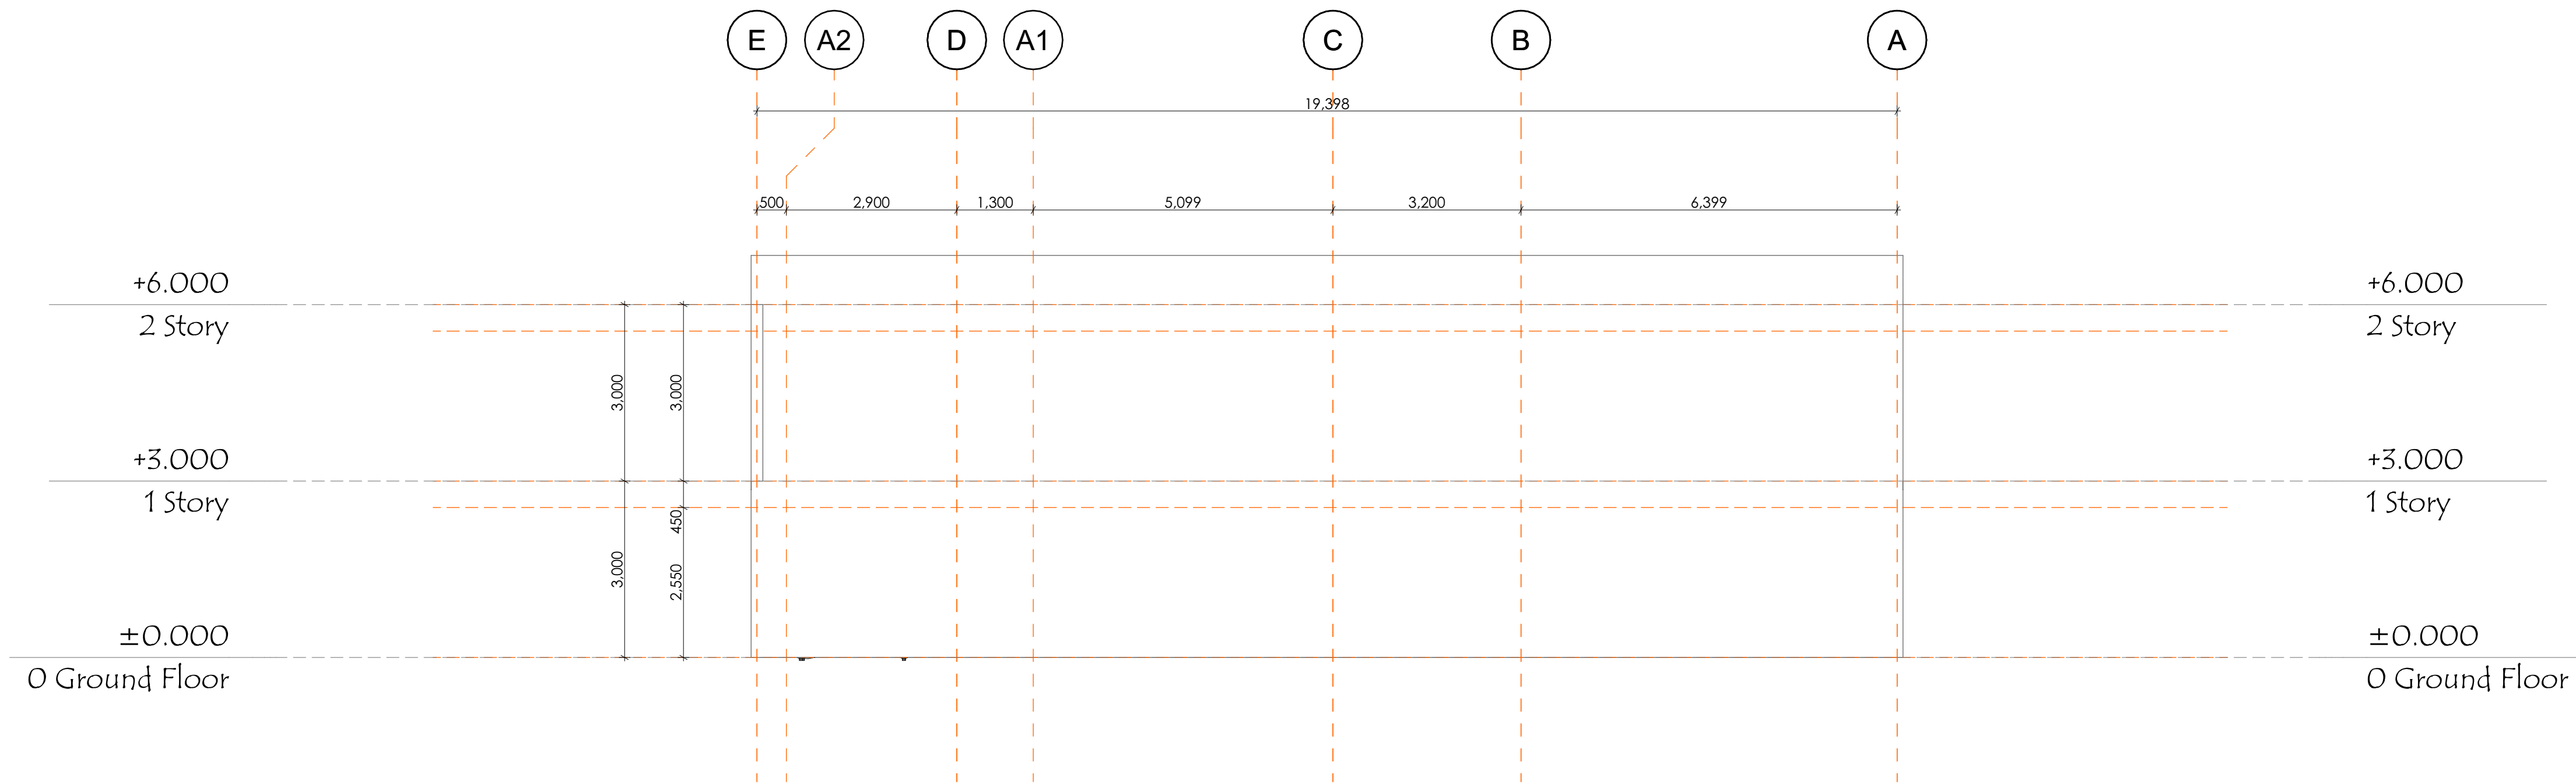 E A2 D A1 C B A
19,398
500 2,900 1,300 5,099 3,200 6,399
+6.000 +6.000
2 Story 2 Story
3,000 3,000
+3.000 +3.000
1 Story 1 Story
450
3,000 2,550
±0.000 ±0.000
0 Ground Floor 0 Ground Floor